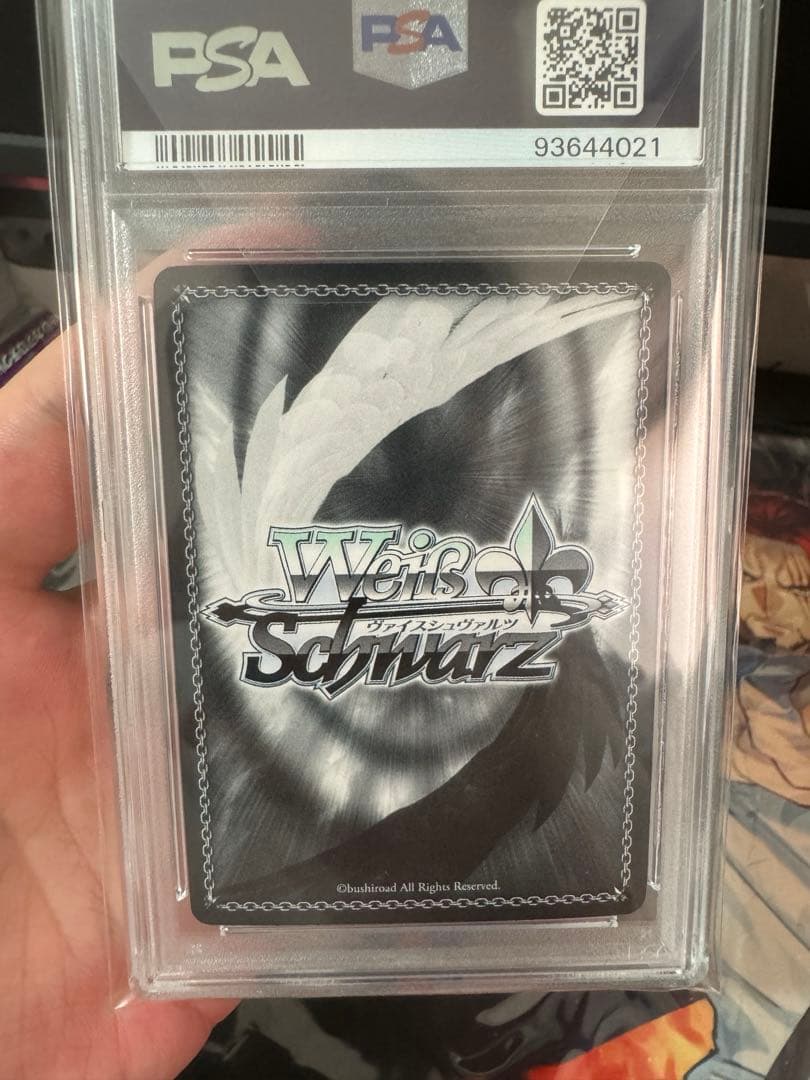 PSA
PSA
93644021
Weiß
ヴァイスシュヴァルツ
Schwarz
©bushiroad All Rights Reserved.